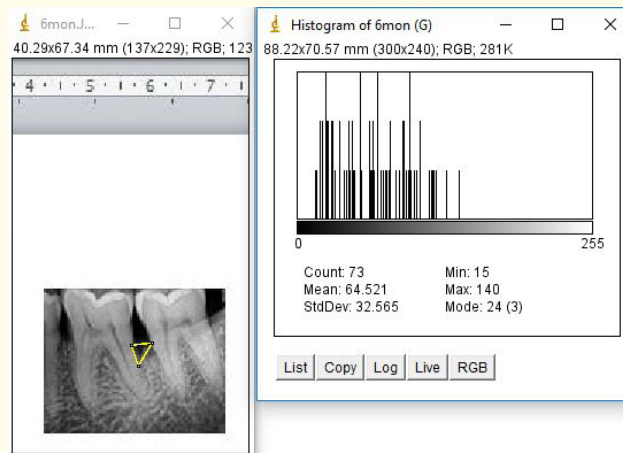 6monJ...
40.29x67.34 mm (137x229); RGB; 123
4 5 6 7
Histogram of 6mon (G)
88.22x70.57 mm (300x240); RGB; 281K
0 255
Count: 73 Min: 15
Mean: 64.521 Max: 140
StdDev: 32.565 Mode: 24 (3)
List Copy Log Live RGB